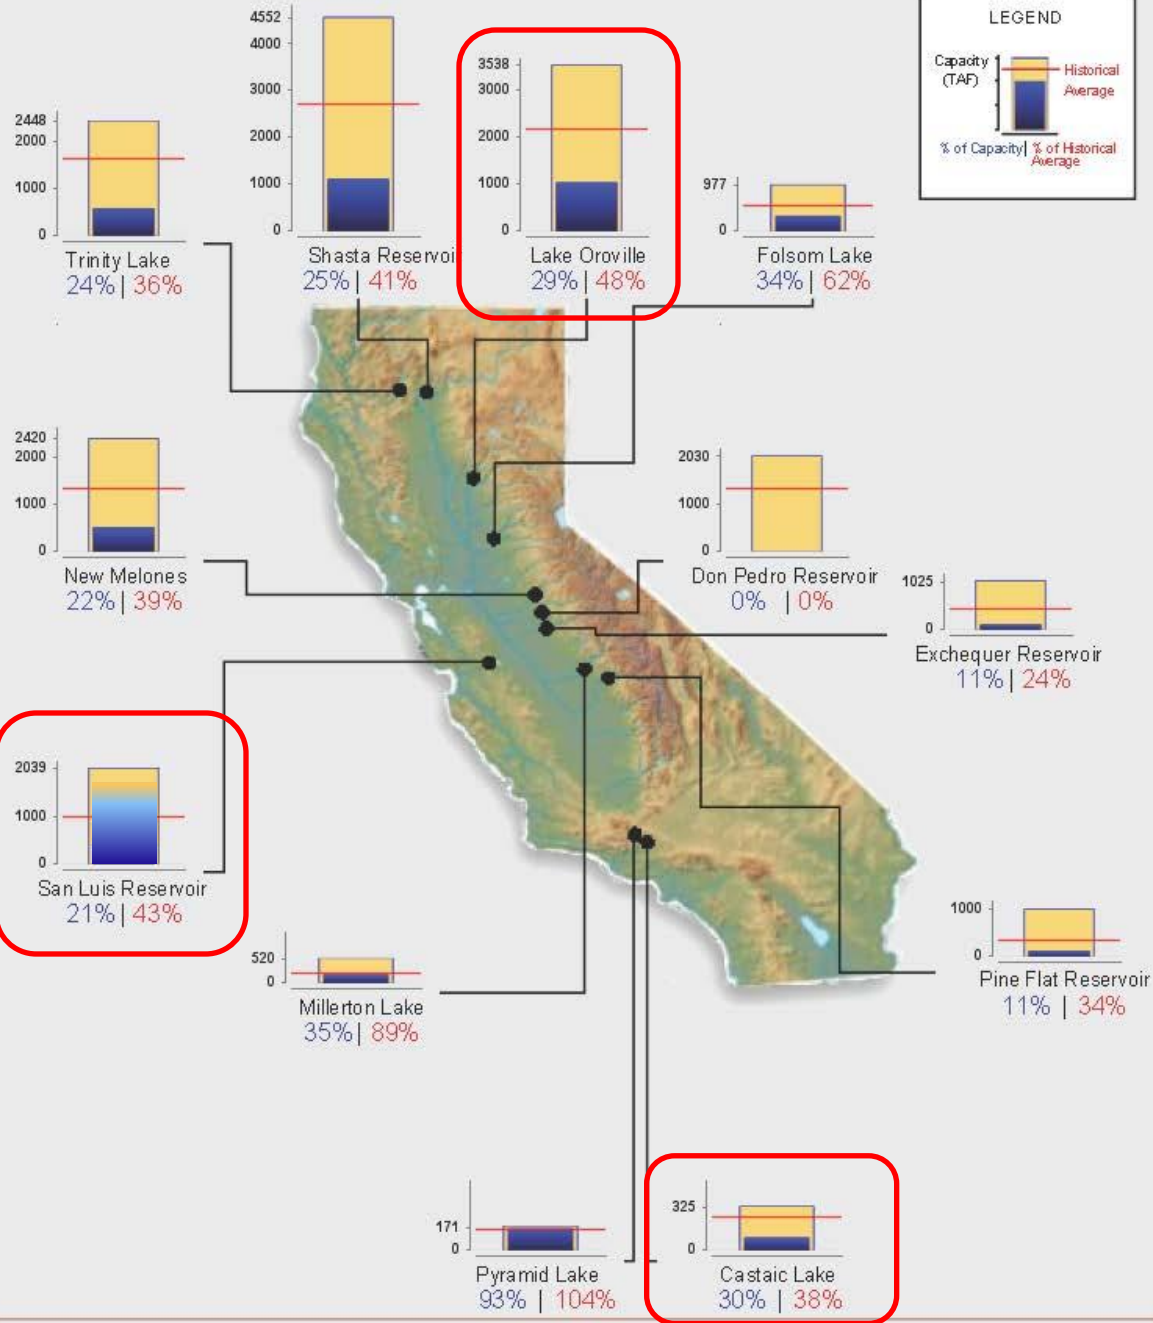 LEGEND
Capacity
(TAF)
Historical
Average
% of Capacity | % of Historical
Average
4552
4000
3000
2000
1000
0
Shasta Reservoi
25% | 41%
3538
3000
2000
1000
0
Lake Oroville
29% | 48%
2448
2000
1000
0
Trinity Lake
24% | 36%
977
0
Folsom Lake
34% | 62%
2420
2000
1000
0
New Melones
22% | 39%
2030
1000
0
Don Pedro Reservoir
0% | 0%
1025
0
Exchequer Reservoir
11% | 24%
2039
1000
0
San Luis Reservoir
21% | 43%
520
0
Millerton Lake
35% | 89%
1000
0
Pine Flat Reservoir
11% | 34%
171
0
Pyramid Lake
93% | 104%
325
0
Castaic Lake
30% | 38%